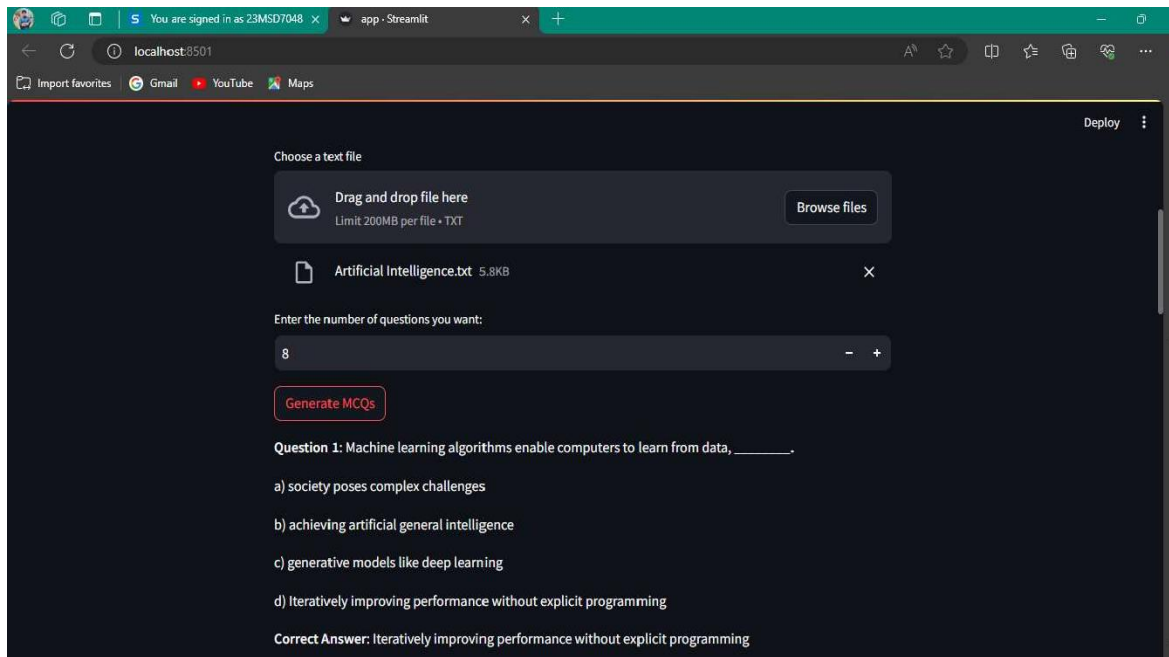 You are signed in as 23MSD7048
app · Streamlit
localhost:8501
Import favorites
Gmail
YouTube
Maps
Deploy
Choose a text file
Drag and drop file here
Limit 200MB per file • TXT
Browse files
Artificial Intelligence.txt 5.8KB
Enter the number of questions you want:
8
Generate MCQs
Question 1: Machine learning algorithms enable computers to learn from data, ________.
a) society poses complex challenges
b) achieving artificial general intelligence
c) generative models like deep learning
d) Iteratively improving performance without explicit programming
Correct Answer: Iteratively improving performance without explicit programming